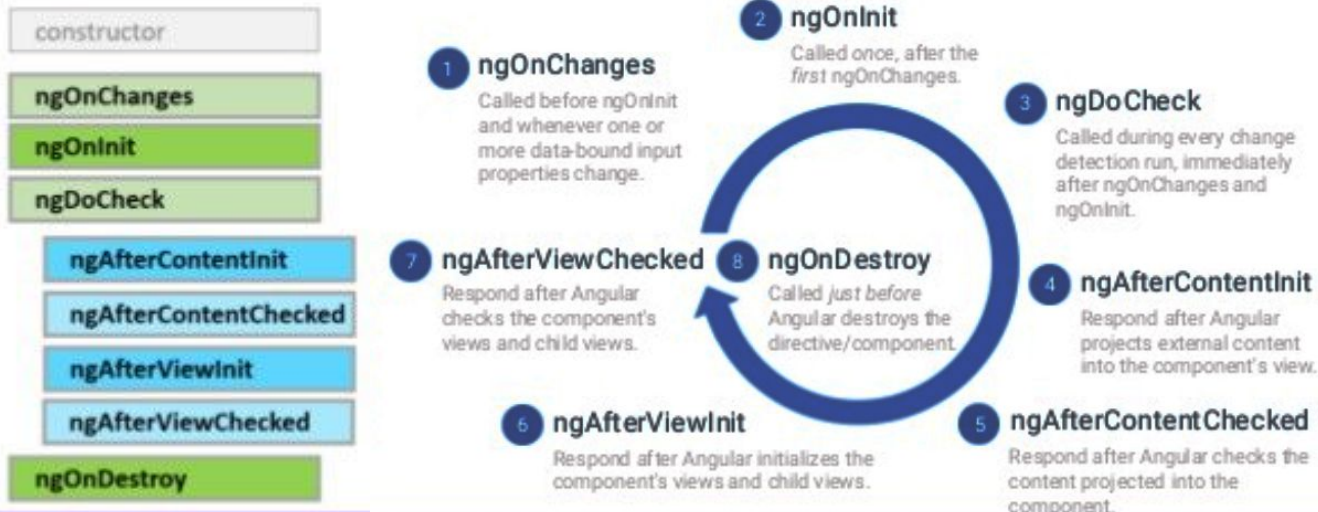 constructor
ngOnChanges
ngOnInit
ngDoCheck
ngAfterContentInit
ngAfterContentChecked
ngAfterViewInit
ngAfterViewChecked
ngOnDestroy
1 ngOnChanges
Called before ngOnInit
and whenever one or
more data-bound input
properties change.
2 ngOnInit
Called once, after the
first ngOnChanges.
3 ngDoCheck
Called during every change
detection run, immediately
after ngOnChanges and
ngOnInit.
4 ngAfterContentInit
Respond after Angular
projects external content
into the component's view.
5 ngAfterContentChecked
Respond after Angular checks the
content projected into the
component.
6 ngAfterViewInit
Respond after Angular initializes the
component's views and child views.
7 ngAfterViewChecked
Respond after Angular
checks the component's
views and child views.
8 ngOnDestroy
Called just before
Angular destroys the
directive/component.